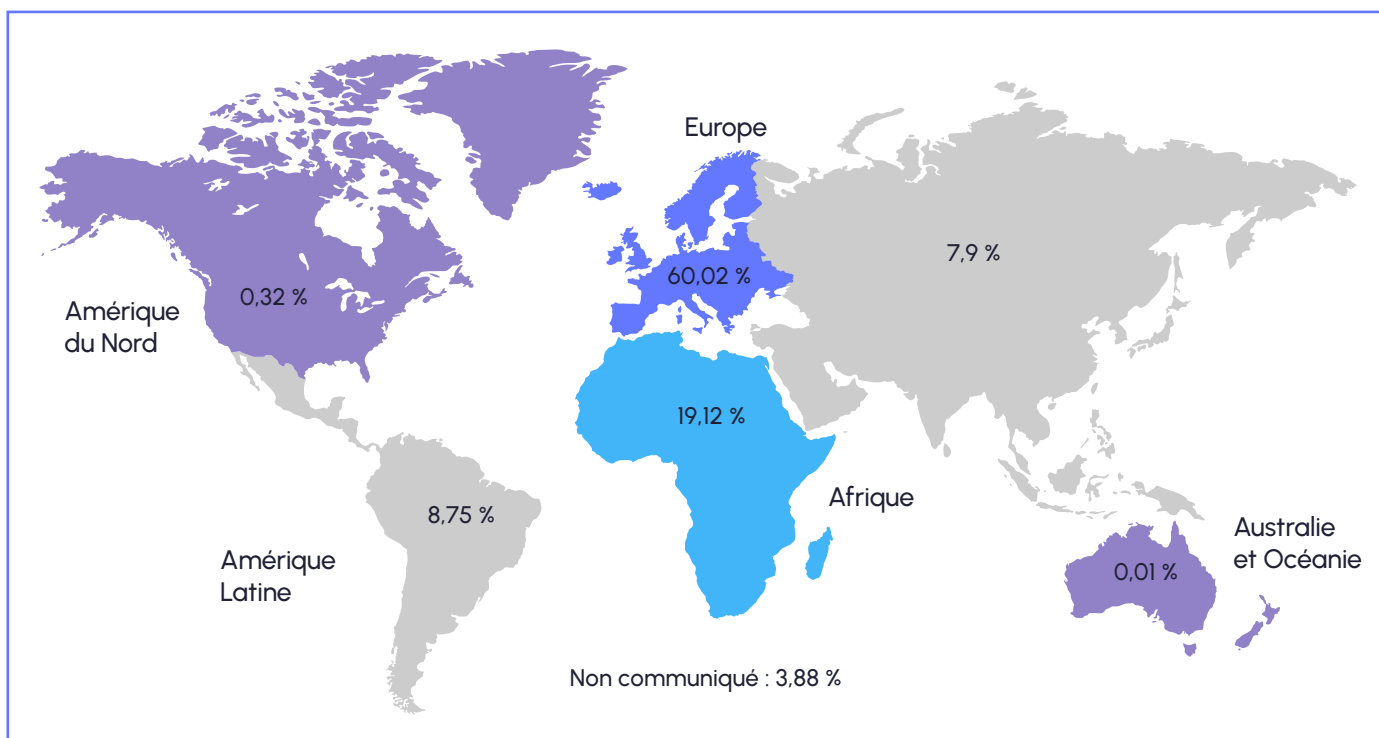 Europe
7,9 %
60,02 %
0,32 %
Amérique
du Nord
19,12 %
Afrique
8,75 %
Australie
et Océanie
Amérique
Latine
0,01 %
Non communiqué : 3,88 %